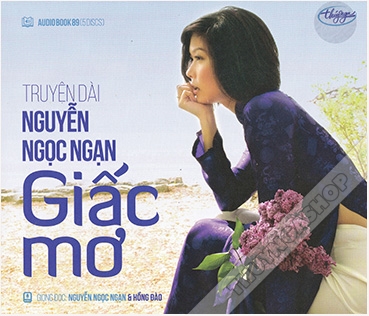 AUDIO BOOK 89 (5 DISCS)
TRUYỆN DÀI
NGUYỄN
NGỌC NGẠN
Giấc
mơ
GIỌNG ĐỌC: NGUYỄN NGỌC NGẠN & HỒNG ĐÀO